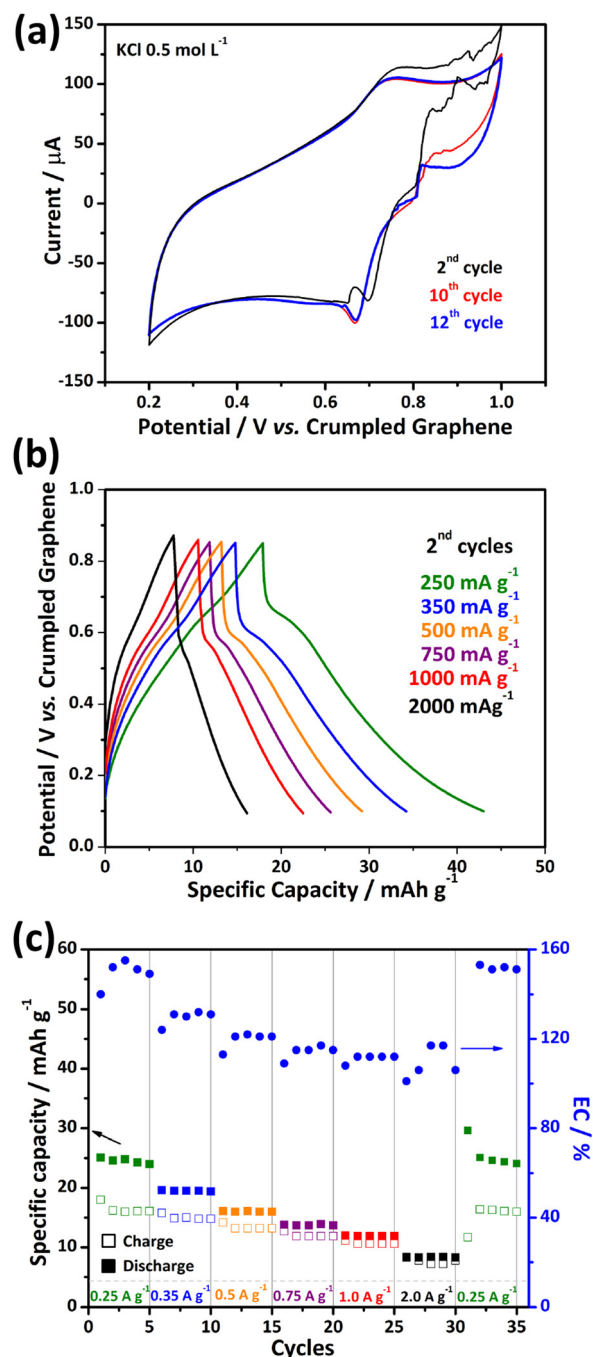 (a)
150
100
50
0
-50
-100
-150
Current / µA
KCl 0.5 mol L⁻¹
2ⁿᵈ cycle
10ᵗʰ cycle
12ᵗʰ cycle
0.2 0.4 0.6 0.8 1.0
Potential / V vs. Crumpled Graphene
(b)
1.0
0.8
0.6
0.4
0.2
0.0
Potential / V vs. Crumpled Graphene
2ⁿᵈ cycles
250 mA g⁻¹
350 mA g⁻¹
500 mA g⁻¹
750 mA g⁻¹
1000 mA g⁻¹
2000 mAg⁻¹
0 10 20 30 40 50
Specific Capacity / mAh g⁻¹
(c)
60
50
40
30
20
10
0
Specific capacity / mAh g⁻¹
160
120
80
40
0
EC / %
Charge
Discharge
0.25 A g⁻¹ 0.35 A g⁻¹ 0.5 A g⁻¹ 0.75 A g⁻¹ 1.0 A g⁻¹ 2.0 A g⁻¹ 0.25 A g⁻¹
0 5 10 15 20 25 30 35
Cycles